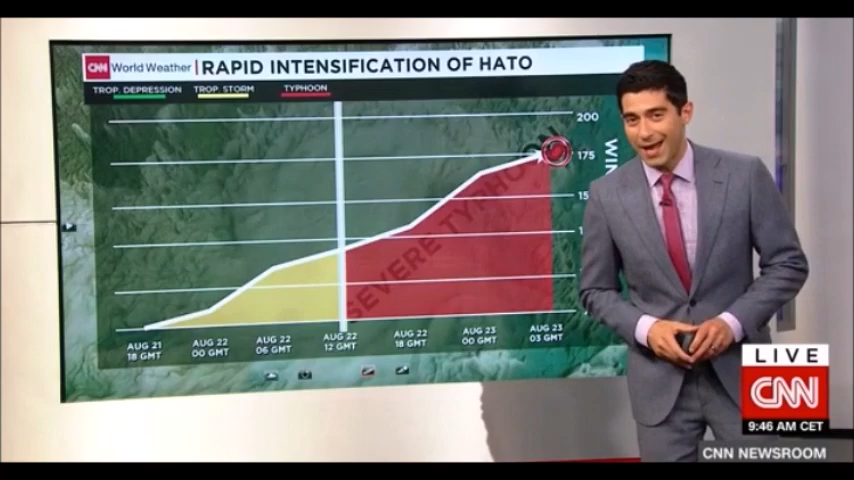 CNN World Weather | RAPID INTENSIFICATION OF HATO
TROP. DEPRESSION TROP. STORM TYPHOON
200
175
WIN
15
SEVERE TYPHOON
AUG 21 18 GMT
AUG 22 00 GMT
AUG 22 06 GMT
AUG 22 12 GMT
AUG 22 18 GMT
AUG 23 00 GMT
AUG 23 03 GMT
LIVE
CNN
9:46 AM CET
CNN NEWSROOM